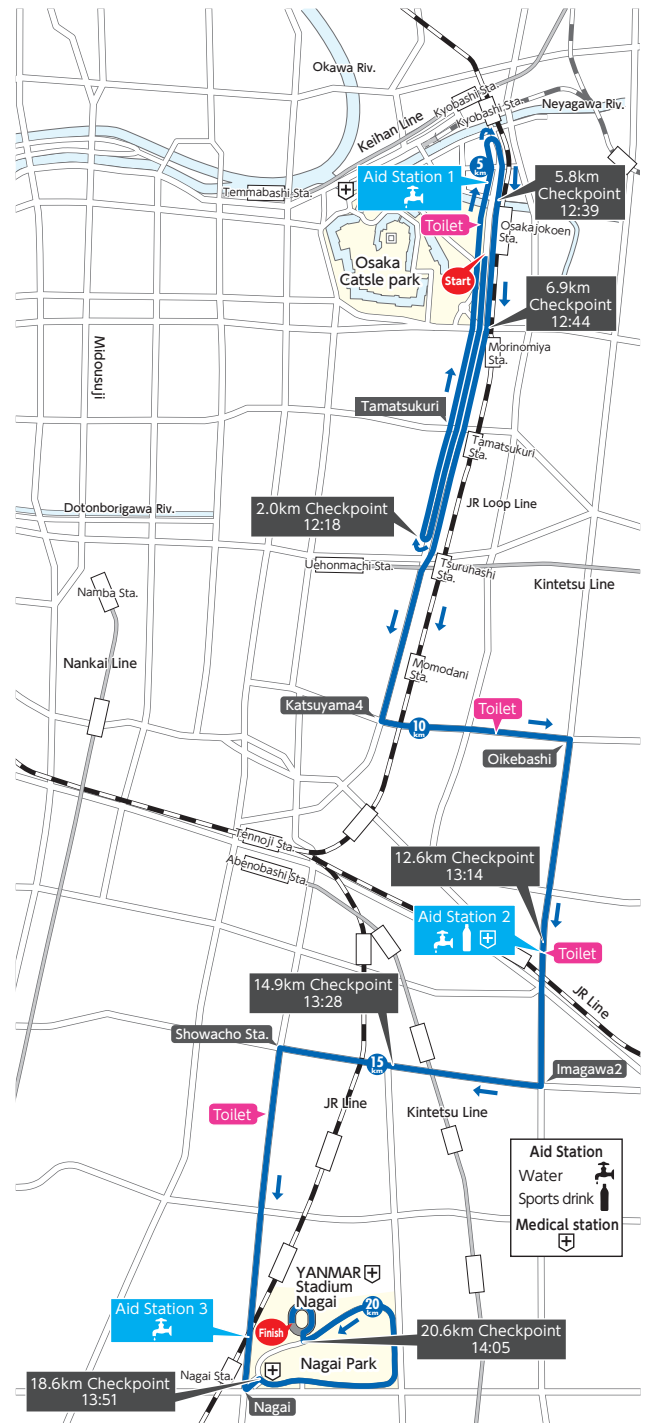 Okawa Riv.
Kyobashi Sta.
Kyobashi Sta.
Neyagawa Riv.
Keihan Line
5
km
Aid Station 1
5.8km
Checkpoint
12:39
Temmabashi Sta.
Toilet
Osakajokoen
Sta.
Osaka
Catsle park
Start
6.9km
Checkpoint
12:44
Midousuji
Morinomiya
Sta.
Tamatsukuri
Tamatsukuri
Sta.
2.0km Checkpoint
12:18
JR Loop Line
Dotonborigawa Riv.
Uehonmachi Sta.
Tsuruhashi
Sta.
Kintetsu Line
Namba Sta.
Nankai Line
Momodani
Sta.
Katsuyama4
Toilet
10
km
Oikebashi
Tennoji Sta.
Abenobashi Sta.
12.6km Checkpoint
13:14
Aid Station 2
Toilet
14.9km Checkpoint
13:28
JR Line
Showacho Sta.
15
km
Imagawa2
Toilet
JR Line
Kintetsu Line
Aid Station
Water
Sports drink
Medical station
YANMAR
Stadium
Nagai
Aid Station 3
20
km
Finish
20.6km Checkpoint
14:05
Nagai Park
Nagai Sta.
18.6km Checkpoint
13:51
Nagai